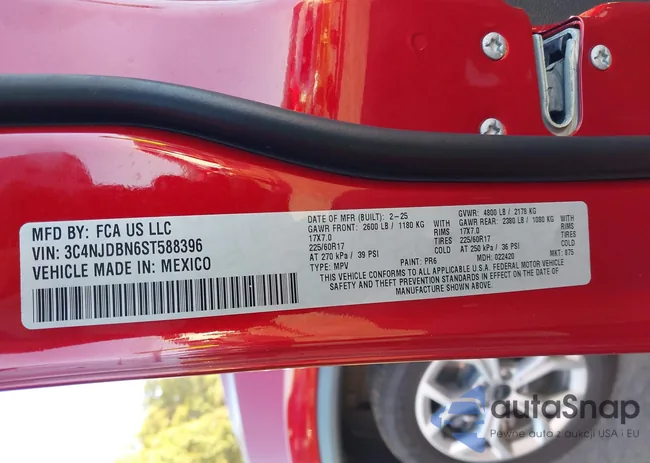 MFD BY: FCA US LLC
VIN: 3C4NJDBN6ST588396
VEHICLE MADE IN: MEXICO
DATE OF MFR (BUILT): 2-25 GVWR: 4800 LB / 2178 KG
GAWR FRONT: 2600 LB / 1180 KG WITH GAWR REAR: 2380 LB / 1080 KG WITH
17X7.0 RIMS 17X7.0 RIMS
225/60R17 TIRES 225/60R17 TIRES
AT 270 kPa / 39 PSI AT 250 kPa / 36 PSI
TYPE: MPV PAINT: PR6 MDH: 022420 MKT: 875
THIS VEHICLE CONFORMS TO ALL APPLICABLE U.S.A. FEDERAL MOTOR VEHICLE
SAFETY AND THEFT PREVENTION STANDARDS IN EFFECT ON THE DATE OF
MANUFACTURE SHOWN ABOVE.
autaSnap
Pewne auta z aukcji USA i EU